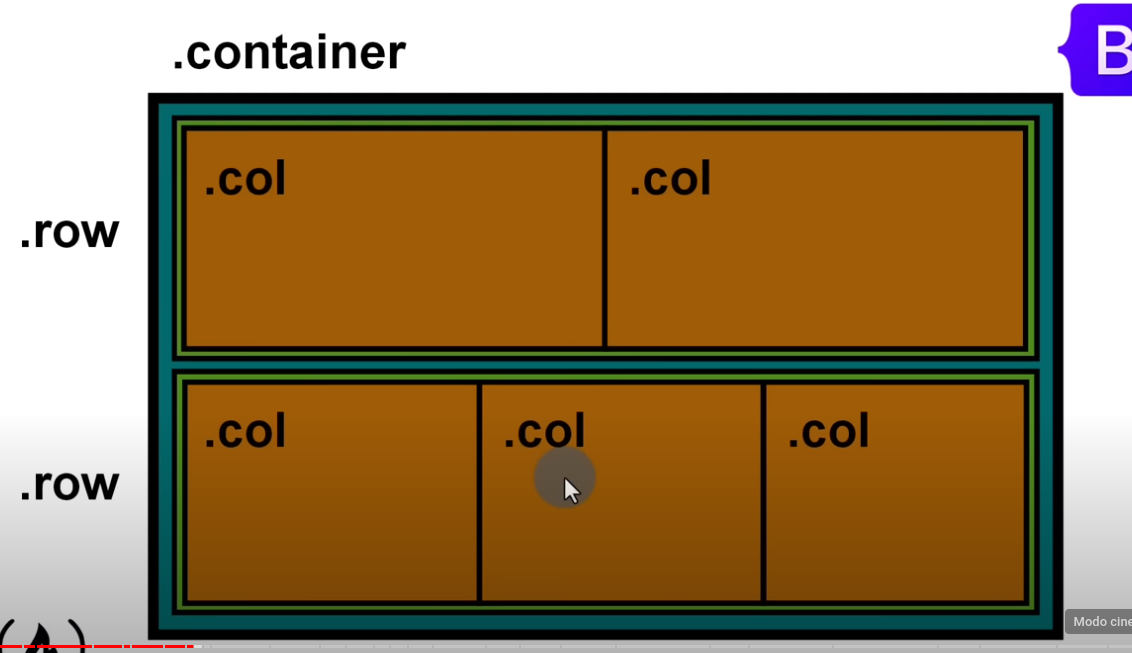 .container
B
.col .col
.row
.col .col .col
.row
Modo cine